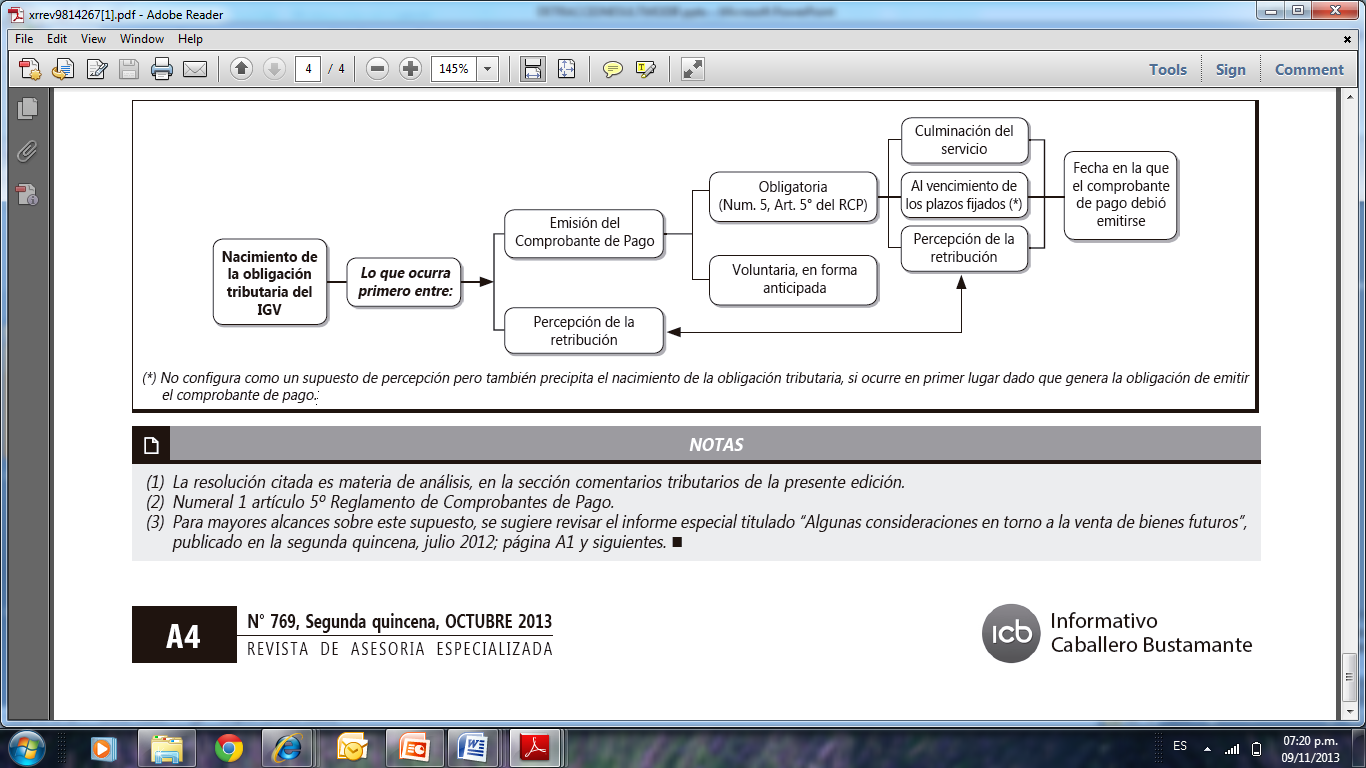 xrrev9814267[1].pdf - Adobe Reader
File Edit View Window Help
4 / 4
145%
Tools Sign Comment
Nacimiento de
la obligación
tributaria del
IGV
Lo que ocurra
primero entre:
Emisión del
Comprobante de Pago
Percepción de la
retribución
Obligatoria
(Num. 5, Art. 5° del RCP)
Voluntaria, en forma
anticipada
Culminación del
servicio
Al vencimiento de
los plazos fijados (*)
Percepción de la
retribución
Fecha en la que
el comprobante
de pago debió
emitirse
(*) No configura como un supuesto de percepción pero también precipita el nacimiento de la obligación tributaria, si ocurre en primer lugar dado que genera la obligación de emitir
el comprobante de pago.
NOTAS
(1) La resolución citada es materia de análisis, en la sección comentarios tributarios de la presente edición.
(2) Numeral 1 artículo 5º Reglamento de Comprobantes de Pago.
(3) Para mayores alcances sobre este supuesto, se sugiere revisar el informe especial titulado “Algunas consideraciones en torno a la venta de bienes futuros”,
publicado en la segunda quincena, julio 2012; página A1 y siguientes.
A4
N° 769, Segunda quincena, OCTUBRE 2013
REVISTA DE ASESORIA ESPECIALIZADA
icb
Informativo
Caballero Bustamante
ES
07:20 p.m.
09/11/2013